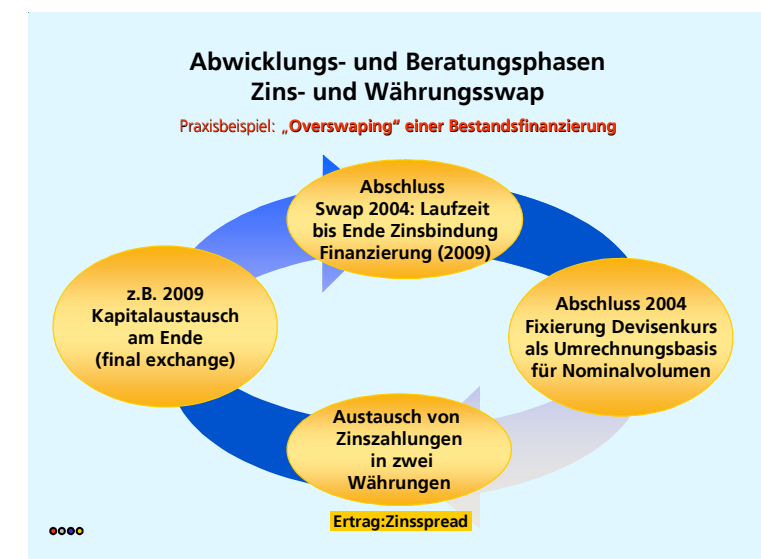 Abwicklungs- und Beratungsphasen
Zins- und Währungsswap
Praxisbeispiel: „Overswaping“ einer Bestandsfinanzierung
Abschluss
Swap 2004: Laufzeit
bis Ende Zinsbindung
Finanzierung (2009)
Abschluss 2004
Fixierung Devisenkurs
als Umrechnungsbasis
für Nominalvolumen
Austausch von
Zinszahlungen
in zwei
Währungen
Ertrag:Zinsspread
z.B. 2009
Kapitalaustausch
am Ende
(final exchange)